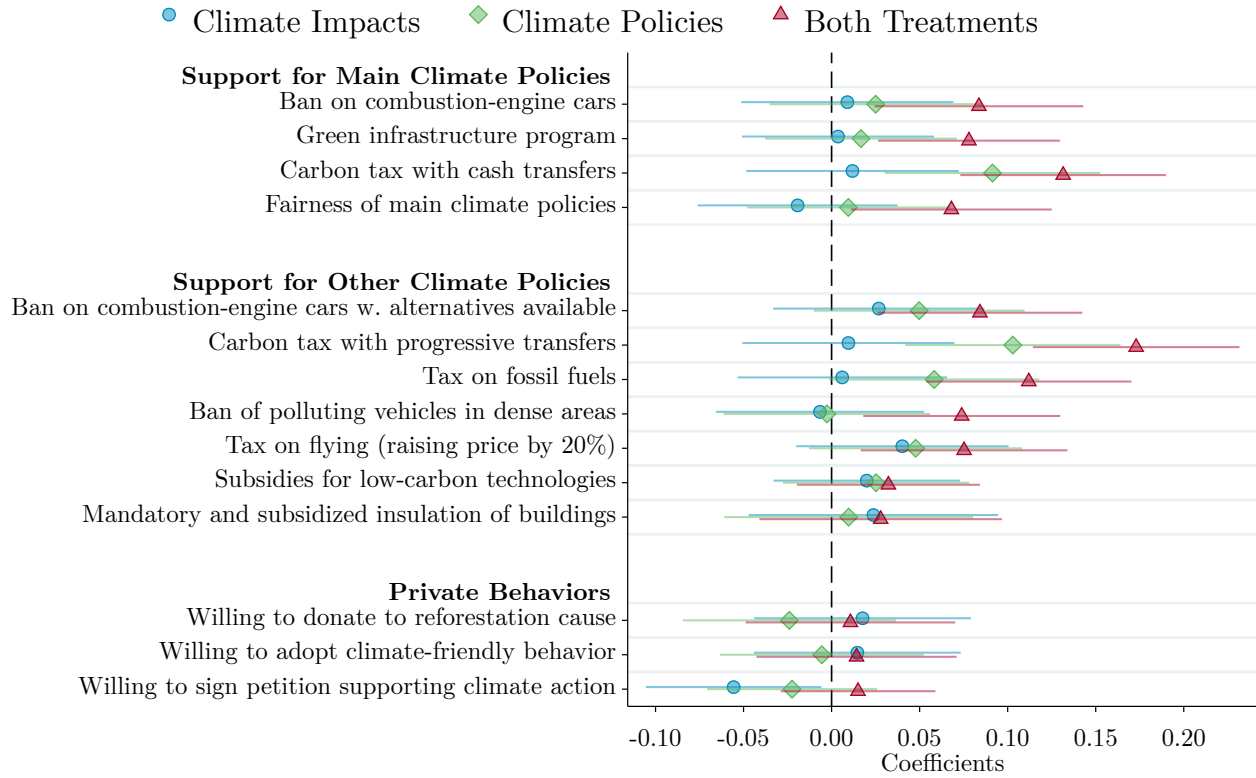 Climate Impacts Climate Policies Both Treatments
Support for Main Climate Policies
Ban on combustion-engine cars
Green infrastructure program
Carbon tax with cash transfers
Fairness of main climate policies
Support for Other Climate Policies
Ban on combustion-engine cars w. alternatives available
Carbon tax with progressive transfers
Tax on fossil fuels
Ban of polluting vehicles in dense areas
Tax on flying (raising price by 20%)
Subsidies for low-carbon technologies
Mandatory and subsidized insulation of buildings
Private Behaviors
Willing to donate to reforestation cause
Willing to adopt climate-friendly behavior
Willing to sign petition supporting climate action
-0.10 -0.05 0.00 0.05 0.10 0.15 0.20
Coefficients